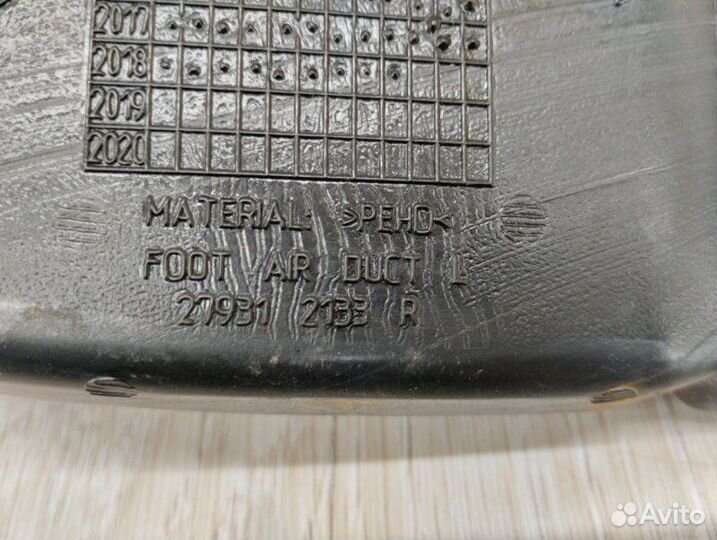 2017
2018
2019
2020
MATERIAL: >PEHD<
FOOT AIR DUCT L
27931 2133 R
Avito